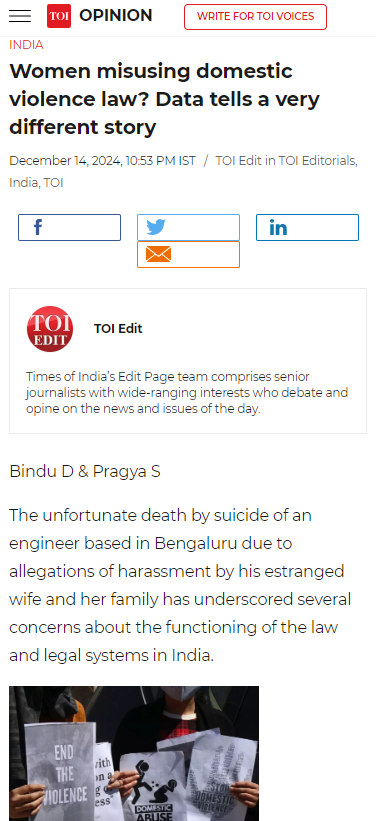 TOI OPINION WRITE FOR TOI VOICES
INDIA
Women misusing domestic
violence law? Data tells a very
different story
December 14, 2024, 10:53 PM IST / TOI Edit in TOI Editorials,
India, TOI
TOI
EDIT
TOI Edit
Times of India's Edit Page team comprises senior
journalists with wide-ranging interests who debate and
opine on the news and issues of the day.
Bindu D & Pragya S
The unfortunate death by suicide of an
engineer based in Bengaluru due to
allegations of harassment by his estranged
wife and her family has underscored several
concerns about the functioning of the law
and legal systems in India.
END
THE
VIOLENCE
DOMESTIC
ABUSE
STOP
DOMESTIC